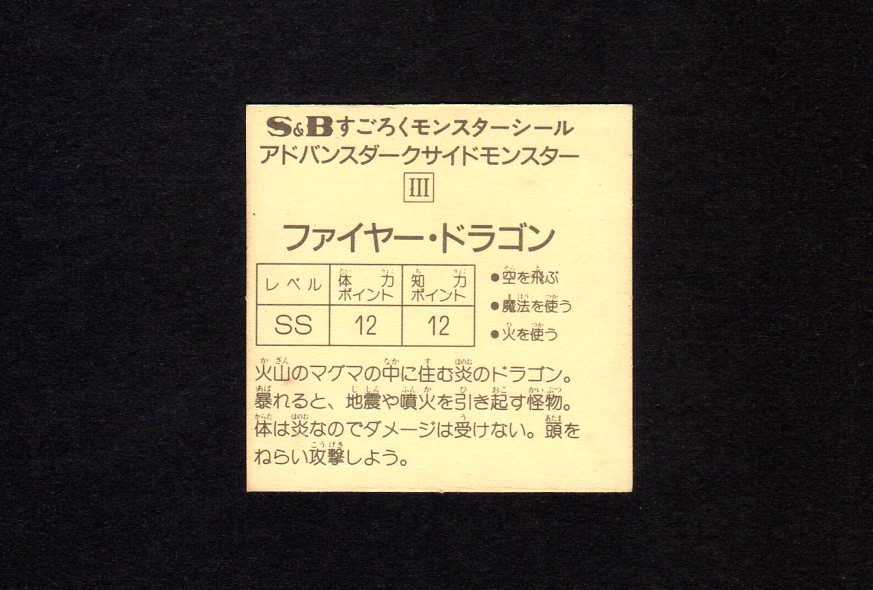 S&Bすごろくモンスターシール
アドバンスダークサイドモンスター
III
ファイヤー・ドラゴン
レベル 体力ポイント 知力ポイント
SS 12 12
●空を飛ぶ
●魔法を使う
●火を使う
火山のマグマの中に住む炎のドラゴン。
暴れると、地震や噴火を引き起す怪物。
体は炎なのでダメージは受けない。頭を
ねらい攻撃しよう。